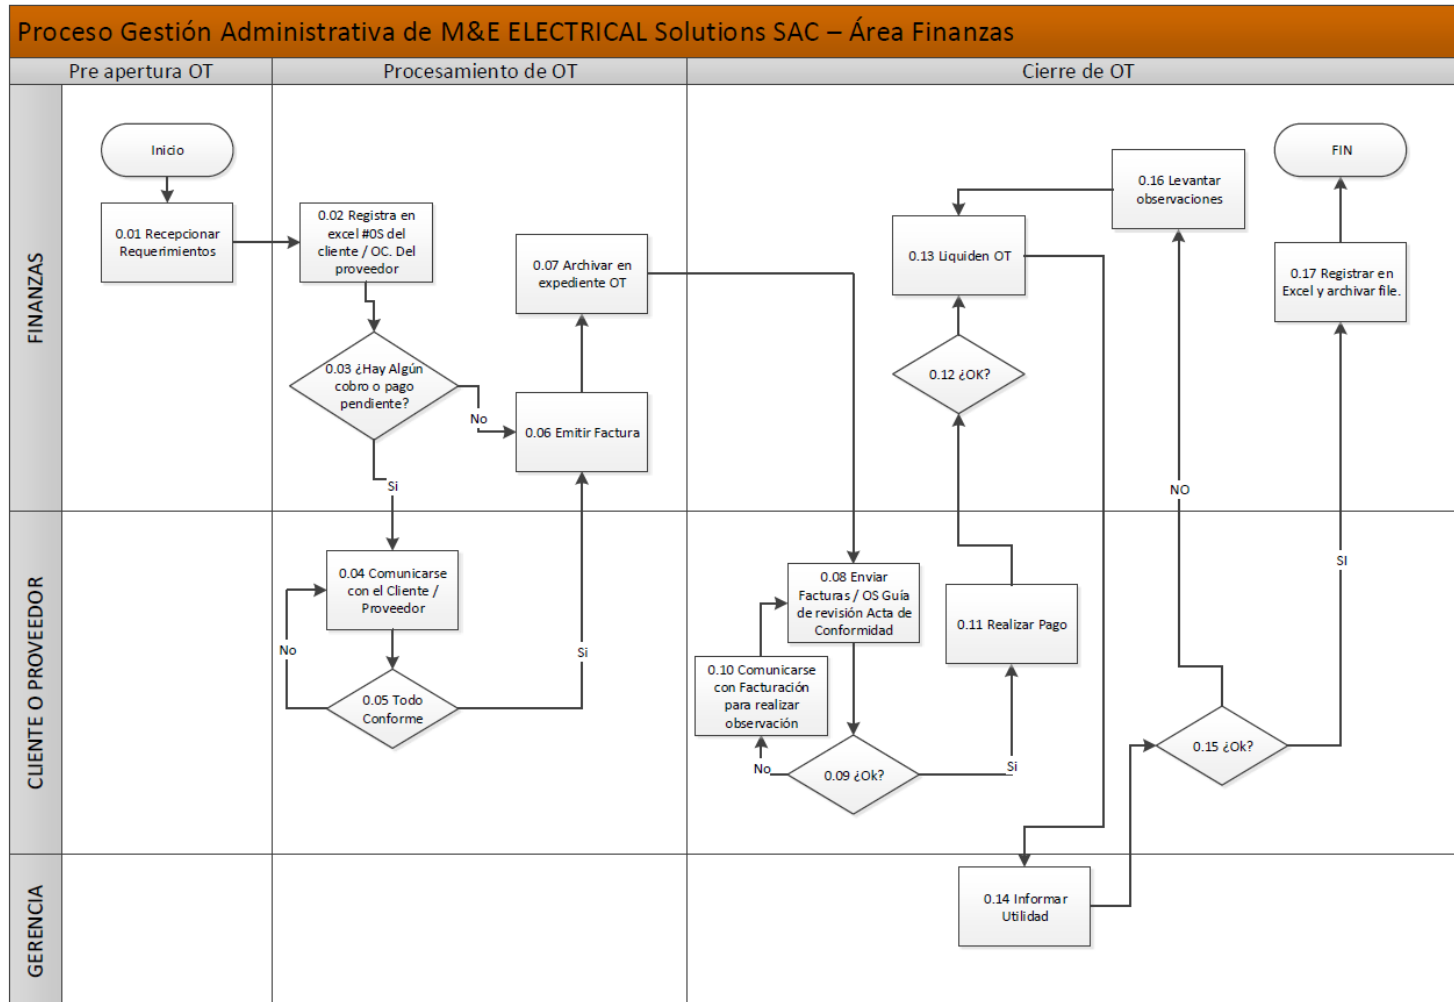 Proceso Gestión Administrativa de M&E ELECTRICAL Solutions SAC – Área Finanzas
Pre apertura OT
Procesamiento de OT
Cierre de OT
FINANZAS
Inicio
0.01 Recepcionar
Requerimientos
0.02 Registra en
excel #0S del
cliente / OC. Del
proveedor
0.03 ¿Hay Algún
cobro o pago
pendiente?
No
Si
0.06 Emitir Factura
0.07 Archivar en
expediente OT
0.13 Liquiden OT
0.12 ¿OK?
0.16 Levantar
observaciones
NO
FIN
0.17 Registrar en
Excel y archivar file.
CLIENTE O PROVEEDOR
0.04 Comunicarse
con el Cliente /
Proveedor
No
0.05 Todo
Conforme
Si
0.08 Enviar
Facturas / OS Guía
de revisión Acta de
Conformidad
0.10 Comunicarse
con Facturación
para realizar
observación
No
0.09 ¿Ok?
Si
0.11 Realizar Pago
0.15 ¿Ok?
SI
GERENCIA
0.14 Informar
Utilidad